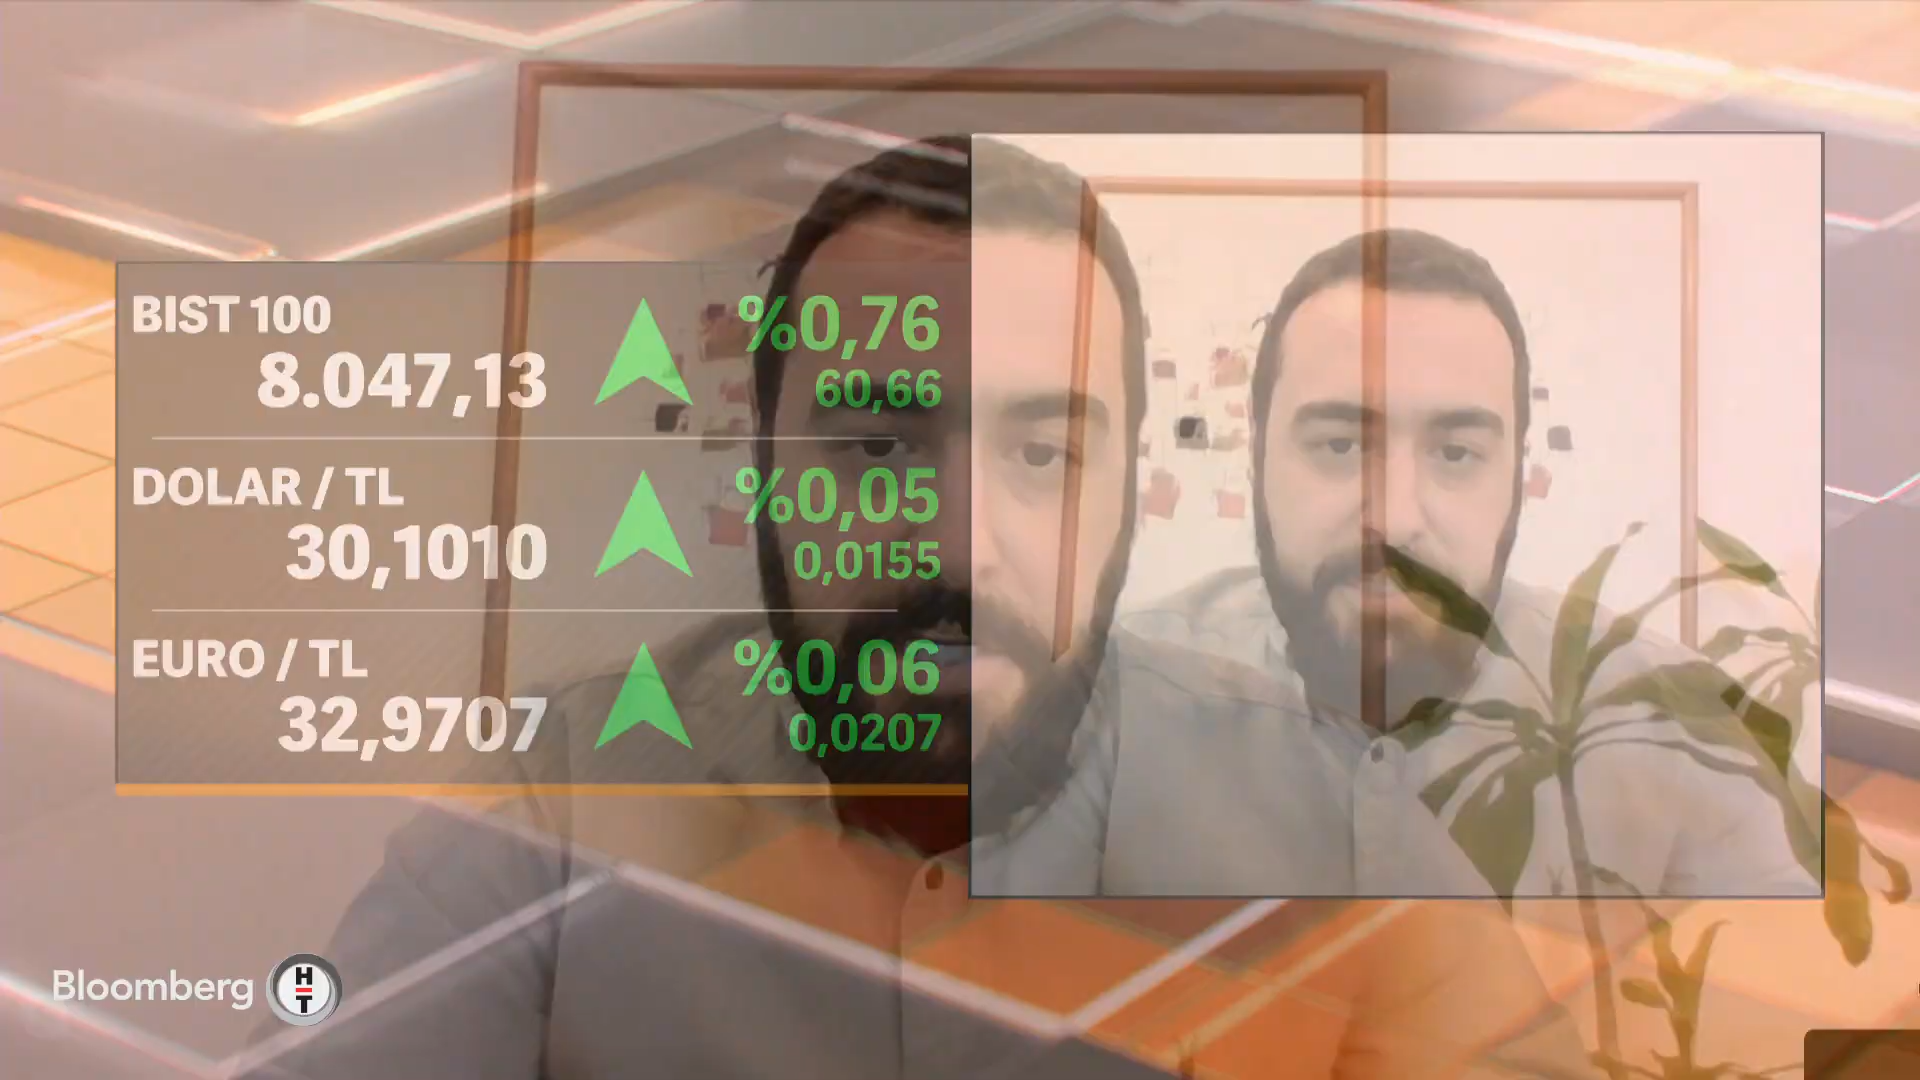 BIST 100
8.047,13
%0,76
60,66
DOLAR / TL
30,1010
%0,05
0,0155
EURO / TL
32,9707
%0,06
0,0207
Bloomberg HT